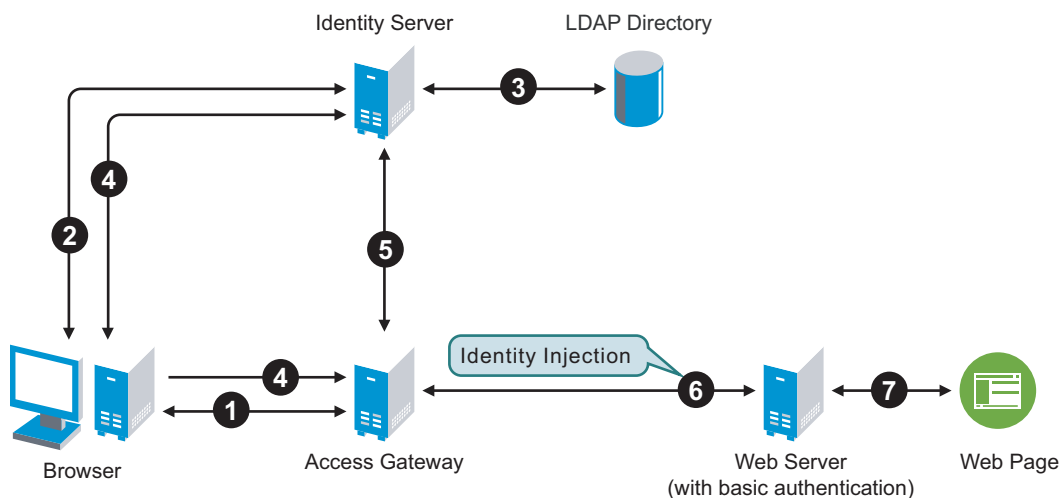 Identity Server
LDAP Directory
3
4
2
5
Identity Injection
4
1
6
7
Browser
Access Gateway
Web Server
(with basic authentication)
Web Page